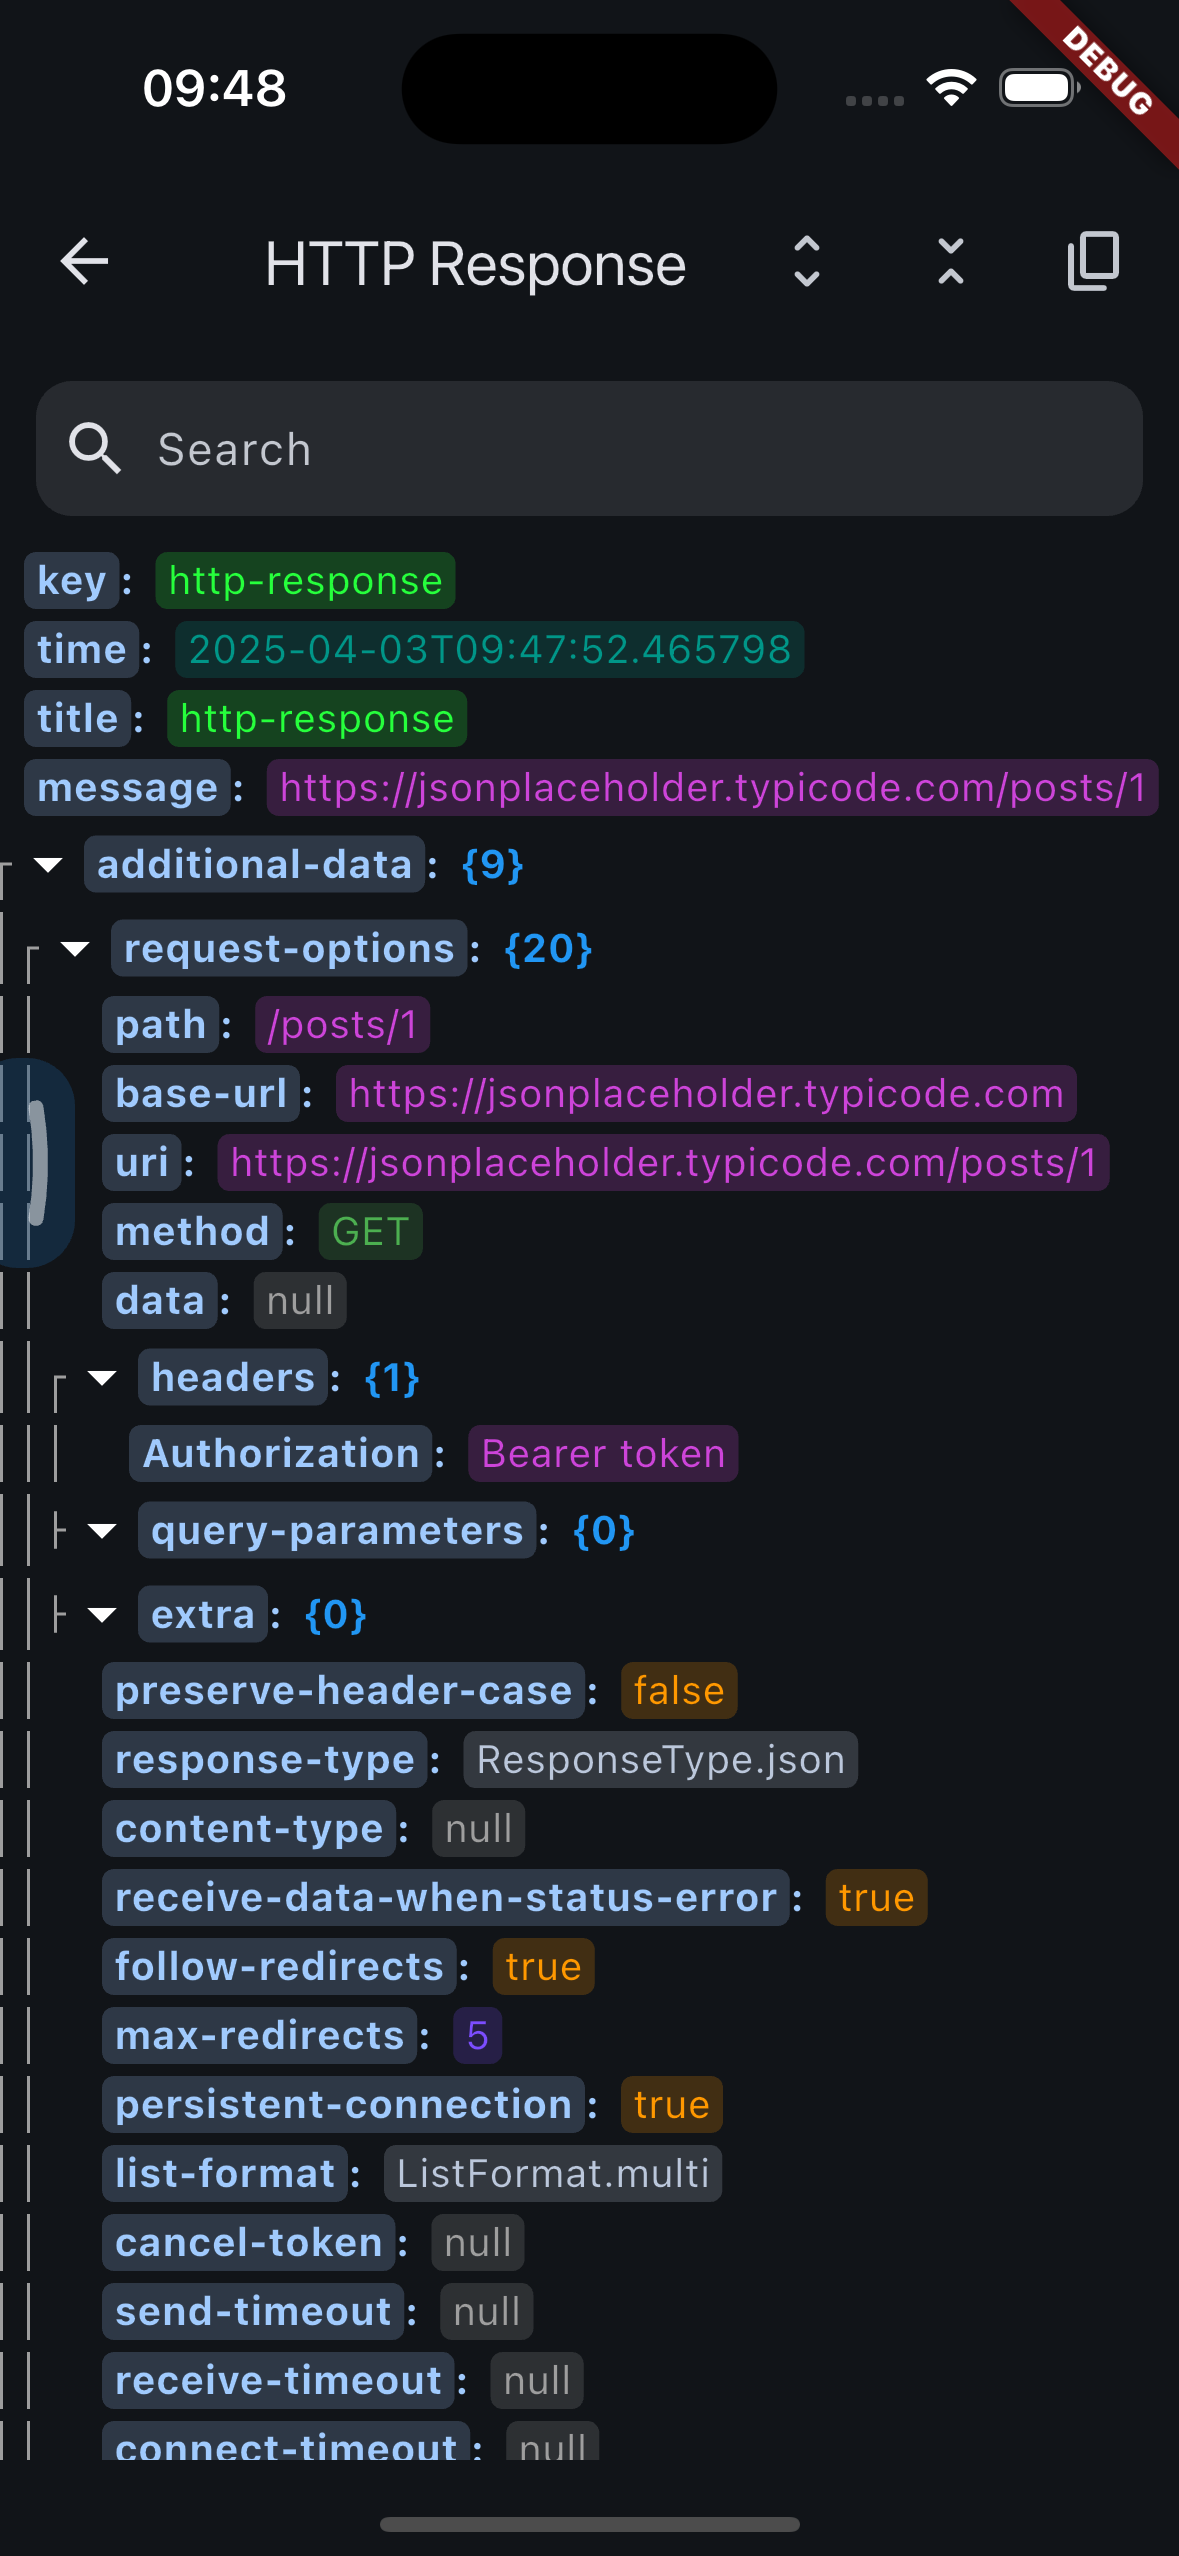 09:48
DEBUG
HTTP Response
Search
key: http-response
time: 2025-04-03T09:47:52.465798
title: http-response
message: https://jsonplaceholder.typicode.com/posts/1
additional-data: {9}
request-options: {20}
path: /posts/1
base-url: https://jsonplaceholder.typicode.com
uri: https://jsonplaceholder.typicode.com/posts/1
method: GET
data: null
headers: {1}
Authorization: Bearer token
query-parameters: {0}
extra: {0}
preserve-header-case: false
response-type: ResponseType.json
content-type: null
receive-data-when-status-error: true
follow-redirects: true
max-redirects: 5
persistent-connection: true
list-format: ListFormat.multi
cancel-token: null
send-timeout: null
receive-timeout: null
connect-timeout: null